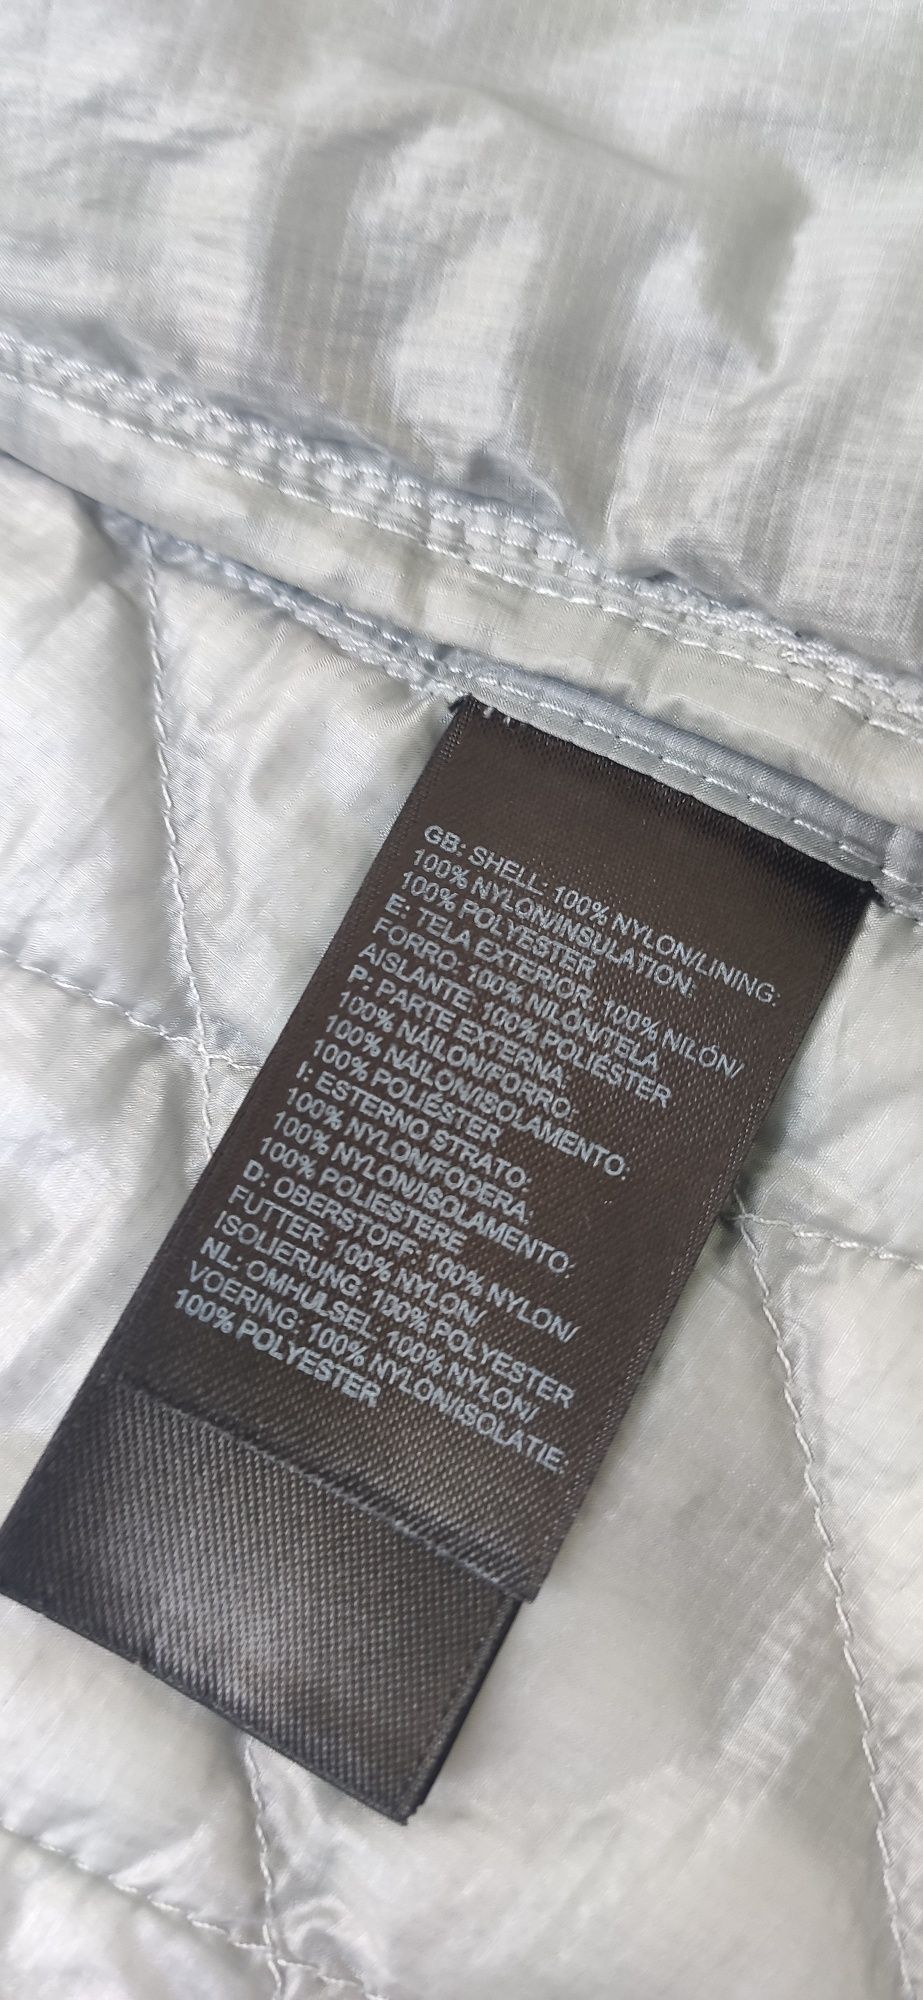 GB: SHELL: 100% NYLON/LINING:
100% NYLON/INSULATION:
100% POLYESTER
E: TELA EXTERIOR: 100% NILÓN/
FORRO: 100% NILÓN/TELA
AISLANTE: 100% POLIÉSTER
P: PARTE EXTERNA:
100% NÁILON/FORRO:
100% NÁILON/ISOLAMENTO:
100% POLIÉSTER
I: ESTERNO STRATO:
100% NYLON/FODERA:
100% NYLON/ISOLAMENTO:
100% POLIESTERE
D: OBERSTOFF: 100% NYLON/
FUTTER: 100% NYLON/
ISOLIERUNG: 100% POLYESTER
NL: OMHULSEL: 100% NYLON/
VOERING: 100% NYLON/ISOLATIE:
100% POLYESTER